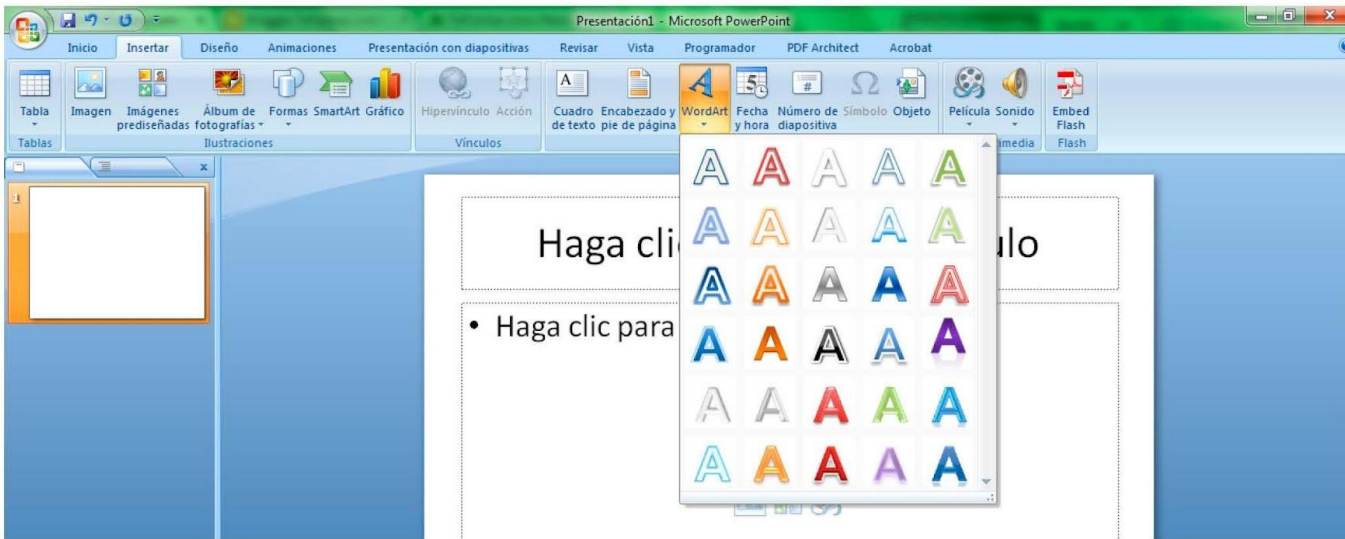 Presentación1 - Microsoft PowerPoint
Inicio Insertar Diseño Animaciones Presentación con diapositivas Revisar Vista Programador PDF Architect Acrobat
Tabla Imagen Imágenes prediseñadas Álbum de fotografías Formas SmartArt Gráfico Hipervínculo Acción Cuadro de texto Encabezado y pie de página WordArt Fecha y hora Número de diapositiva Símbolo Objeto Película Sonido Embed Flash
Tablas Ilustraciones Vínculos imedia Flash
1
Haga cli ulo
• Haga clic para
A A A A A
A A A A A
A A A A A
A A A A A
A A A A A
A A A A A